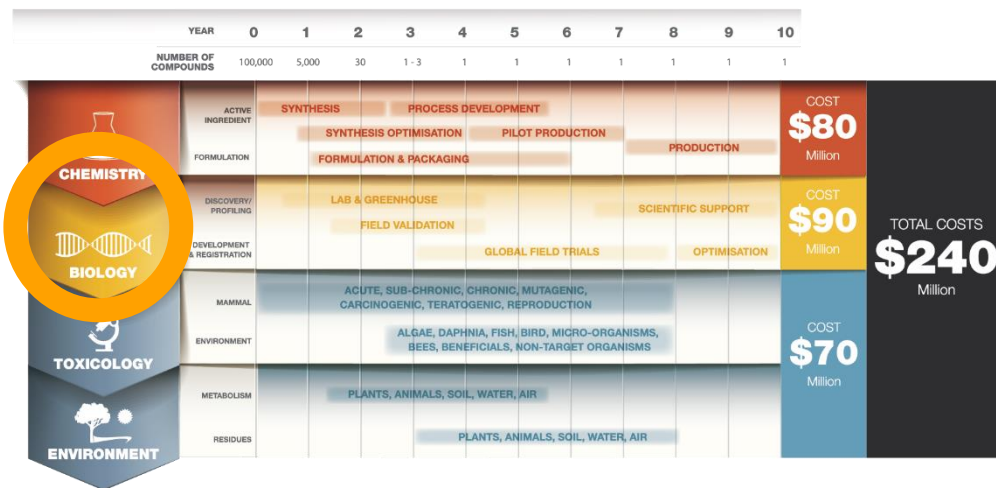 YEAR 0 1 2 3 4 5 6 7 8 9 10
NUMBER OF
COMPOUNDS 100,000 5,000 30 1 - 3 1 1 1 1 1 1 1
CHEMISTRY
ACTIVE
INGREDIENT
SYNTHESIS PROCESS DEVELOPMENT
SYNTHESIS OPTIMISATION PILOT PRODUCTION
PRODUCTION
FORMULATION
FORMULATION & PACKAGING
COST
$80
Million
BIOLOGY
DISCOVERY/
PROFILING
LAB & GREENHOUSE
SCIENTIFIC SUPPORT
FIELD VALIDATION
DEVELOPMENT
& REGISTRATION
GLOBAL FIELD TRIALS OPTIMISATION
COST
$90
Million
TOXICOLOGY
MAMMAL
ACUTE, SUB-CHRONIC, CHRONIC, MUTAGENIC,
CARCINOGENIC, TERATOGENIC, REPRODUCTION
ENVIRONMENT
ALGAE, DAPHNIA, FISH, BIRD, MICRO-ORGANISMS,
BEES, BENEFICIALS, NON-TARGET ORGANISMS
ENVIRONMENT
METABOLISM
PLANTS, ANIMALS, SOIL, WATER, AIR
RESIDUES
PLANTS, ANIMALS, SOIL, WATER, AIR
COST
$70
Million
TOTAL COSTS
$240
Million